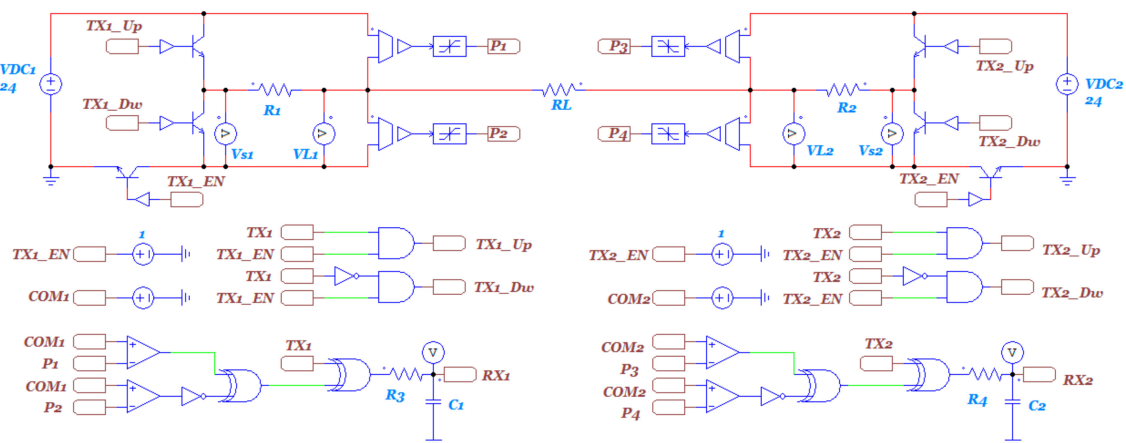 TX1_Up
P1
P3
TX2_Up
VDC1
24
VDC2
24
R1
RL
R2
TX1_Dw
P2
P4
TX2_Dw
V
V
V
V
Vs1
VL1
VL2
Vs2
TX1_EN
TX2_EN
1
TX1
TX1_Up
TX1_EN
TX1_EN
TX1
TX1_Dw
COM1
TX1_EN
1
TX2
TX2_Up
TX2_EN
TX2_EN
TX2
TX2_Dw
COM2
TX2_EN
COM1
TX1
V
P1
RX1
COM1
R3
C1
P2
COM2
TX2
V
P3
RX2
COM2
R4
C2
P4